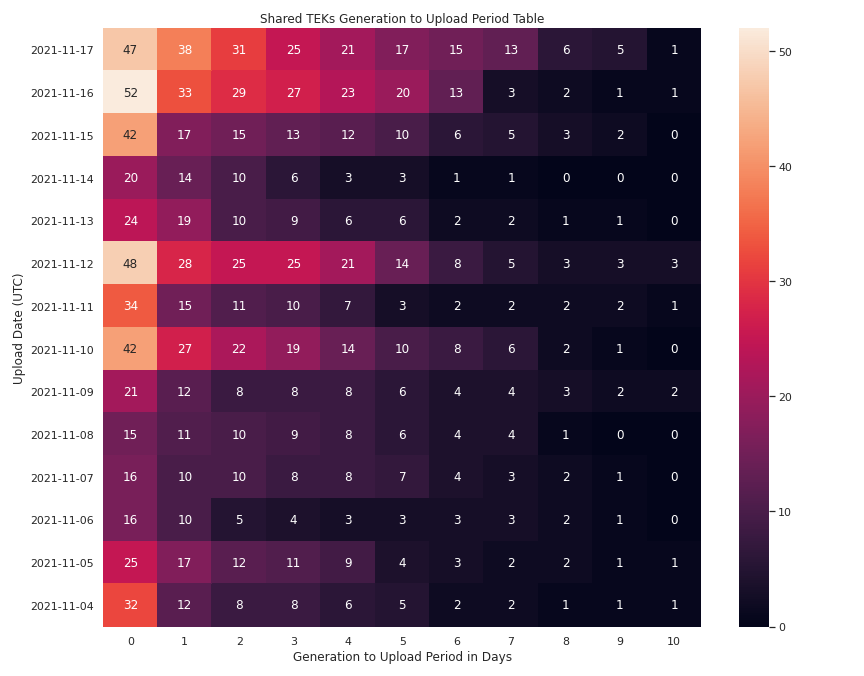 Shared TEKs Generation to Upload Period Table
2021-11-17 47 38 31 25 21 17 15 13 6 5 1
2021-11-16 52 33 29 27 23 20 13 3 2 1 1
2021-11-15 42 17 15 13 12 10 6 5 3 2 0
2021-11-14 20 14 10 6 3 3 1 1 0 0 0
2021-11-13 24 19 10 9 6 6 2 2 1 1 0
2021-11-12 48 28 25 25 21 14 8 5 3 3 3
2021-11-11 34 15 11 10 7 3 2 2 2 2 1
2021-11-10 42 27 22 19 14 10 8 6 2 1 0
2021-11-09 21 12 8 8 8 6 4 4 3 2 2
2021-11-08 15 11 10 9 8 6 4 4 1 0 0
2021-11-07 16 10 10 8 8 7 4 3 2 1 0
2021-11-06 16 10 5 4 3 3 3 3 2 1 0
2021-11-05 25 17 12 11 9 4 3 2 2 1 1
2021-11-04 32 12 8 8 6 5 2 2 1 1 1
0 1 2 3 4 5 6 7 8 9 10
Generation to Upload Period in Days
Upload Date (UTC)
50
40
30
20
10
0